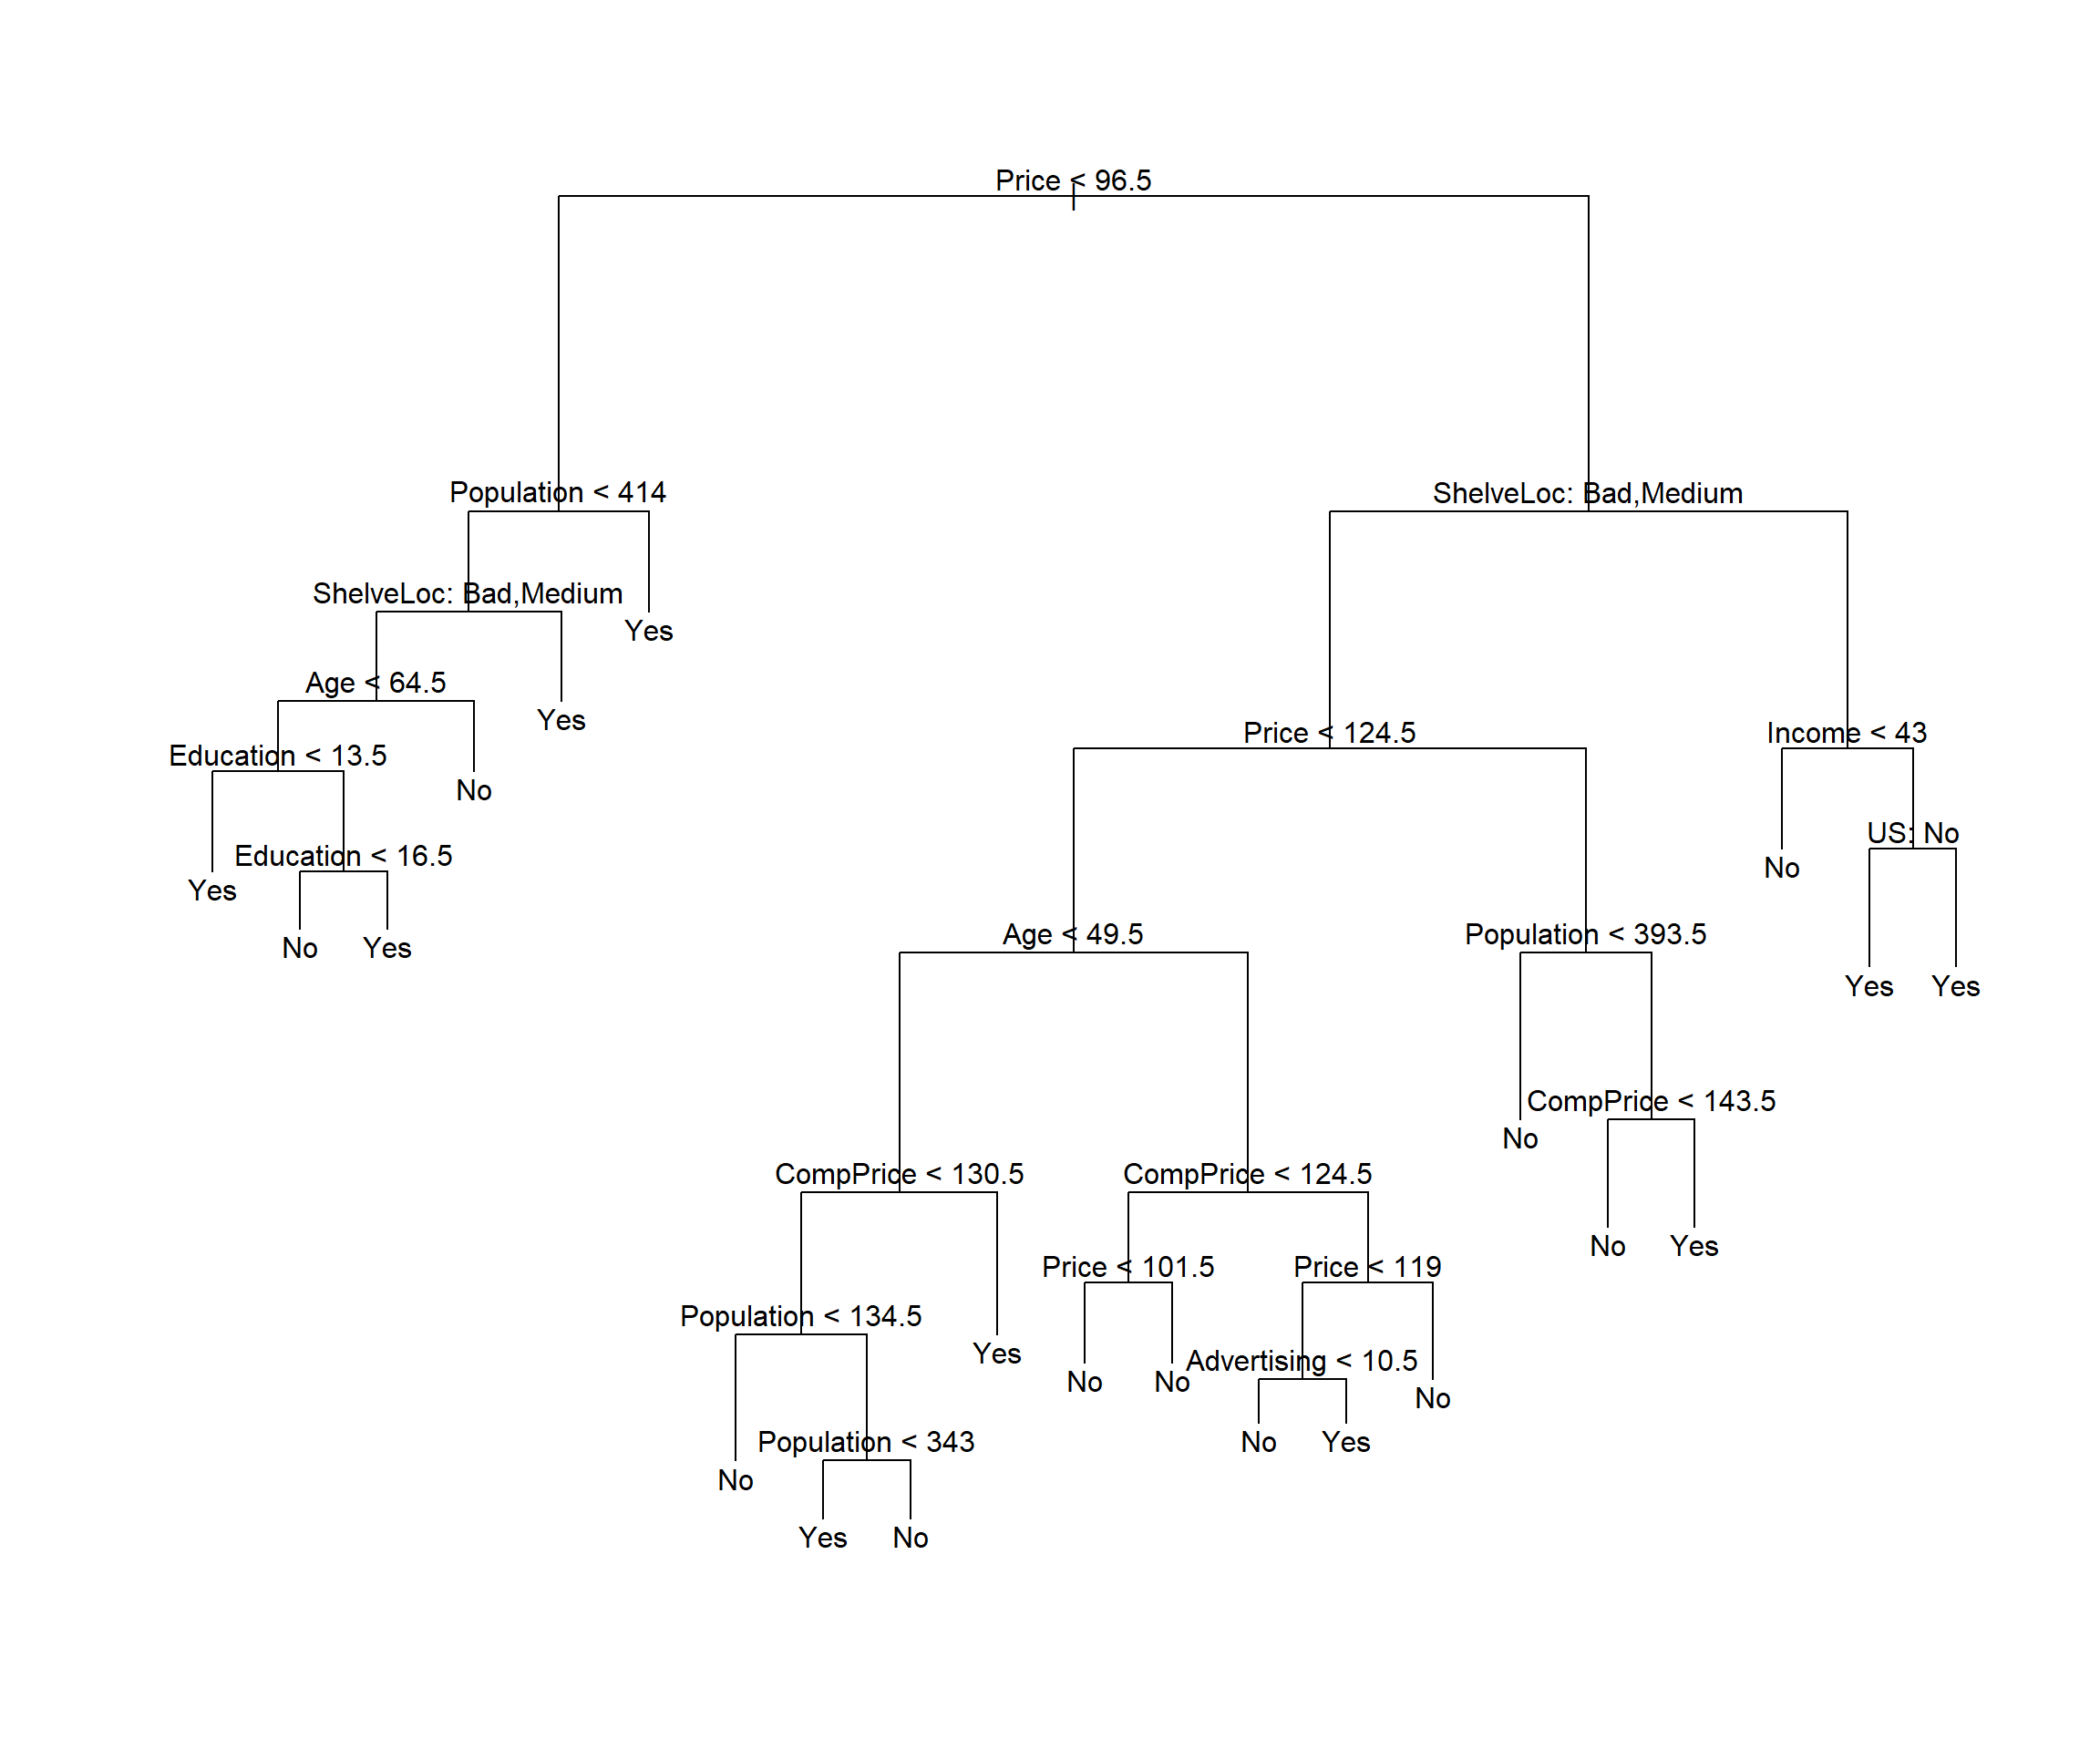 Price < 96.5
Population < 414
ShelveLoc: Bad,Medium
ShelveLoc: Bad,Medium
Yes
Age < 64.5
Yes
Price < 124.5
Income < 43
Education < 13.5
No
US: No
Education < 16.5
No
Yes
No
Yes
Age < 49.5
Population < 393.5
Yes
Yes
CompPrice < 143.5
No
CompPrice < 130.5
CompPrice < 124.5
No
Yes
Price < 101.5
Price < 119
Population < 134.5
Yes
Advertising < 10.5
No
No
No
Population < 343
No
Yes
No
Yes
No